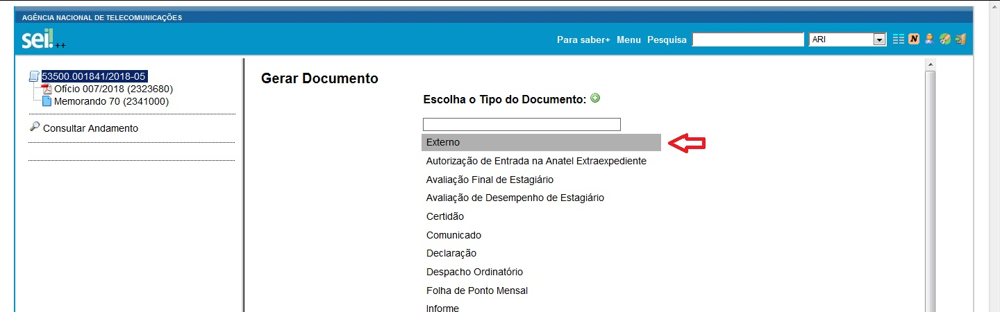 AGÊNCIA NACIONAL DE TELECOMUNICAÇÕES
sei! ++
Para saber+ Menu Pesquisa ARI N
53500.001841/2018-05
Ofício 007/2018 (2323680)
Memorando 70 (2341000)
Consultar Andamento
Gerar Documento
Escolha o Tipo do Documento:
Externo
Autorização de Entrada na Anatel Extraexpediente
Avaliação Final de Estagiário
Avaliação de Desempenho de Estagiário
Certidão
Comunicado
Declaração
Despacho Ordinatório
Folha de Ponto Mensal
Informe